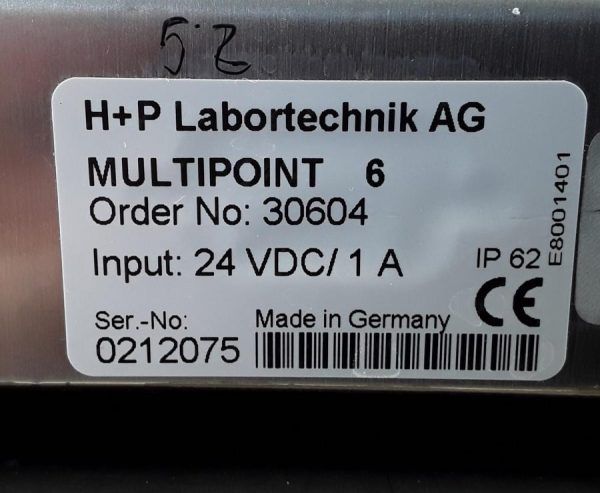 5.2
H+P Labortechnik AG
MULTIPOINT 6
Order No: 30604
Input: 24 VDC/ 1 A
IP 62
E8001401
CE
Ser.-No:
Made in Germany
0212075